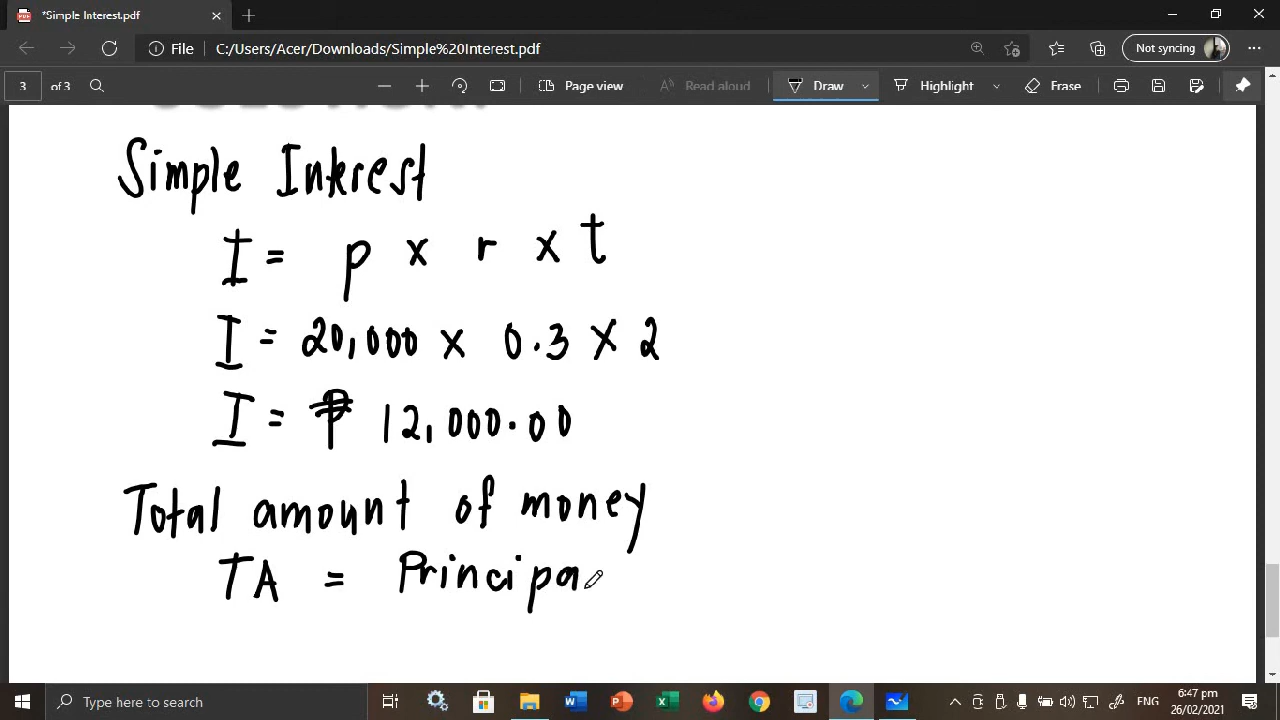 *Simple Interest.pdf
File C:/Users/Acer/Downloads/Simple%20Interest.pdf Not syncing
3 of 3 Page view Read aloud Draw Highlight Erase
Simple Interest
I = p x r x t
I = 20,000 x 0.3 x 2
I = ₱ 12,000.00
Total amount of money
TA = Principa
Type here to search ENG 6:47 pm
26/02/2021